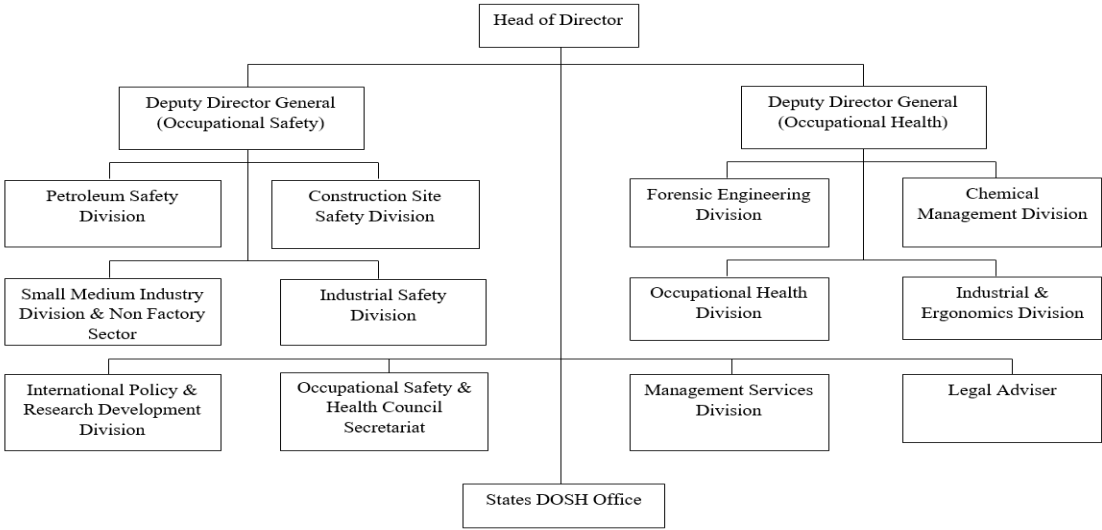 Head of Director
Deputy Director General
(Occupational Safety)
Deputy Director General
(Occupational Health)
Petroleum Safety
Division
Construction Site
Safety Division
Forensic Engineering
Division
Chemical
Management Division
Small Medium Industry
Division & Non Factory
Sector
Industrial Safety
Division
Occupational Health
Division
Industrial &
Ergonomics Division
International Policy &
Research Development
Division
Occupational Safety &
Health Council
Secretariat
Management Services
Division
Legal Adviser
States DOSH Office